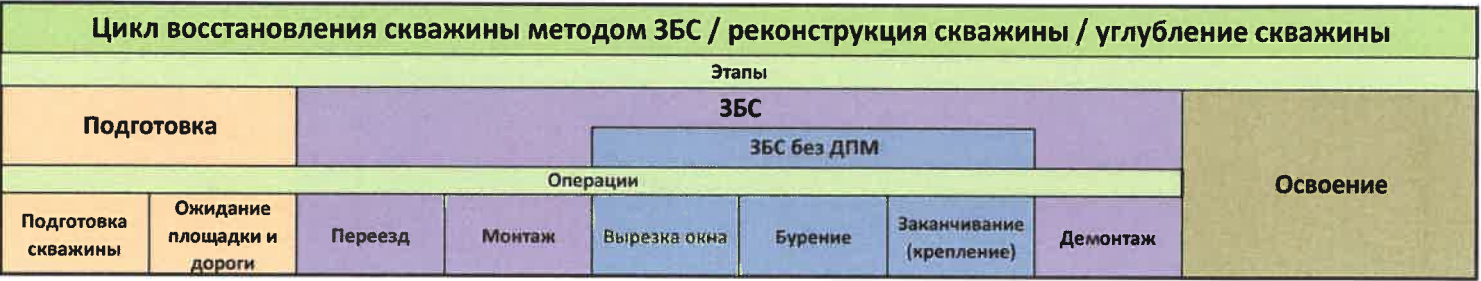 Цикл восстановления скважины методом ЗБС / реконструкция скважины / углубление скважины
Этапы
Подготовка
ЗБС
ЗБС без ДПМ
Освоение
Операции
Подготовка
скважины
Ожидание
площадки и
дороги
Переезд
Монтаж
Вырезка окна
Бурение
Заканчивание
(крепление)
Демонтаж